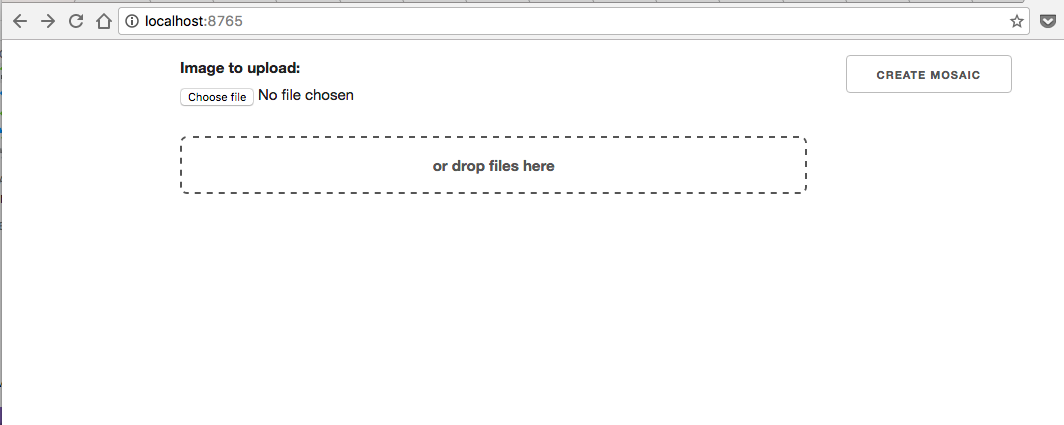 localhost:8765
Image to upload:
CREATE MOSAIC
Choose file No file chosen
or drop files here